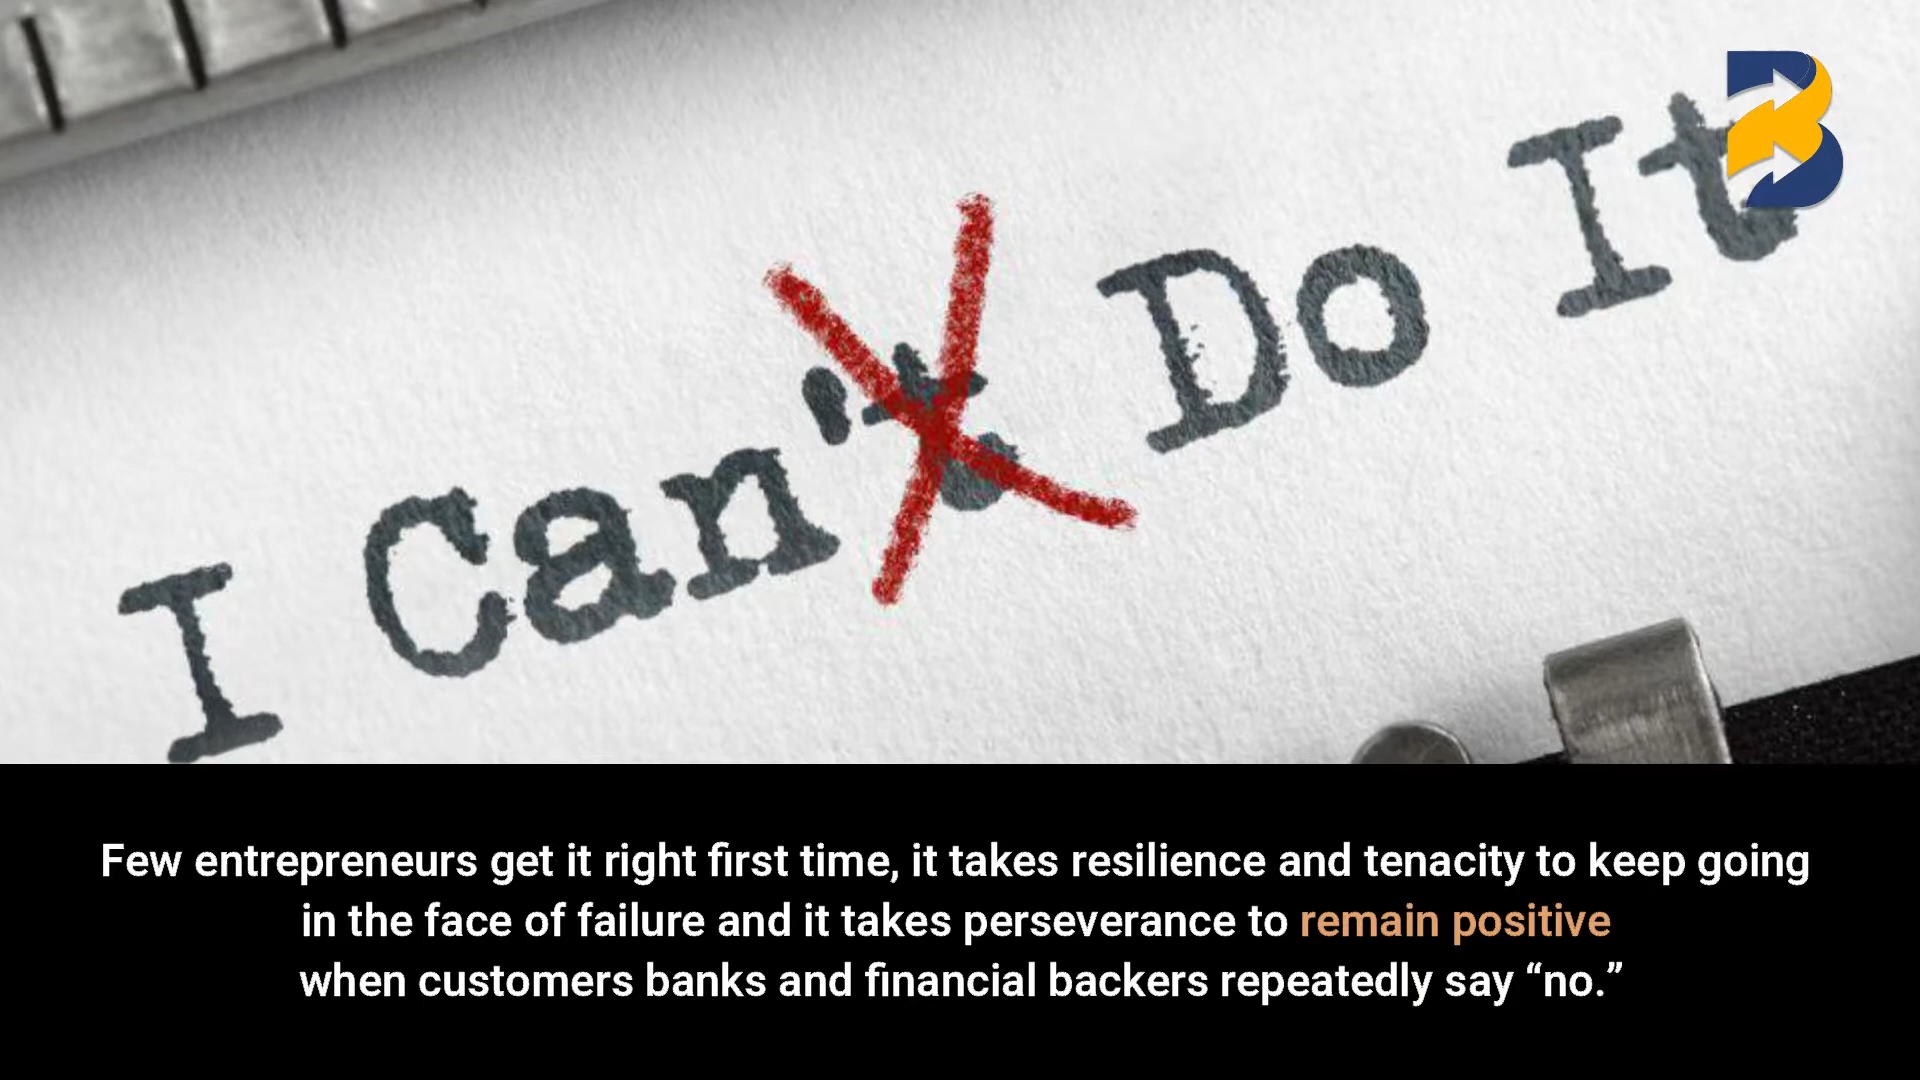 I Can't Do It
Few entrepreneurs get it right first time, it takes resilience and tenacity to keep going
in the face of failure and it takes perseverance to remain positive
when customers banks and financial backers repeatedly say “no.”